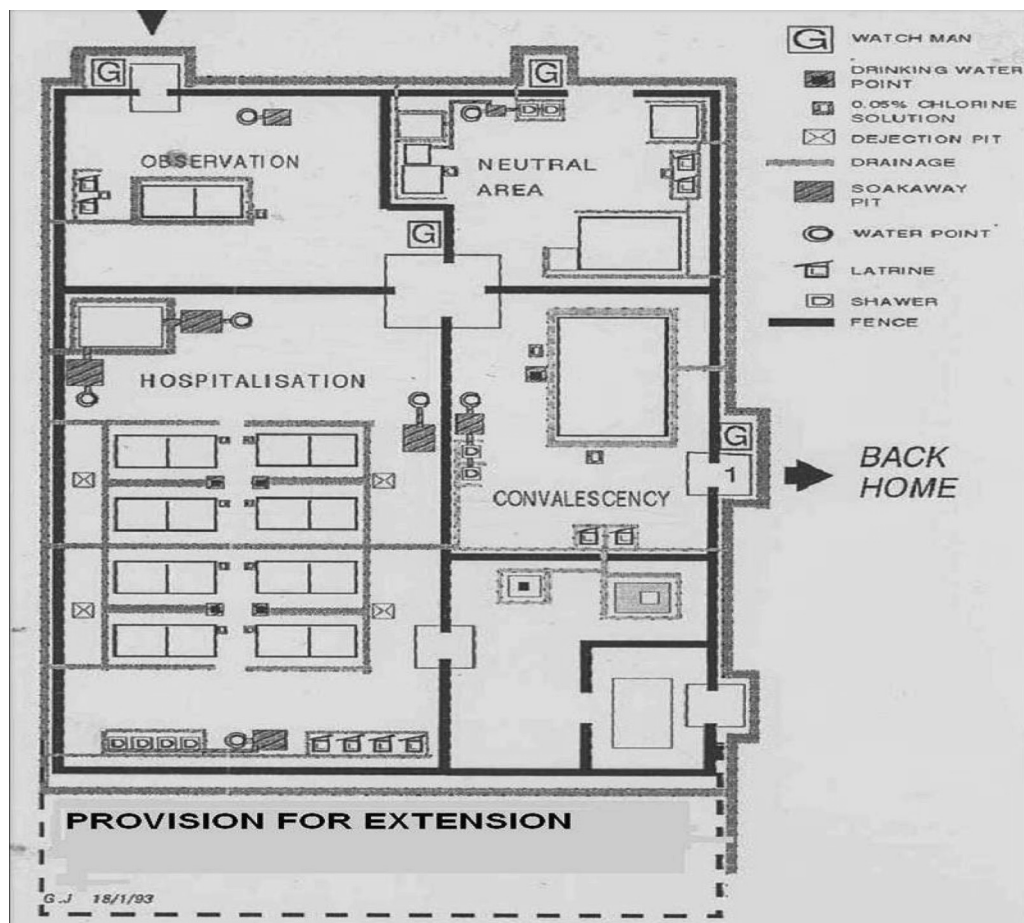 G
WATCH MAN
DRINKING WATER
POINT
0.05% CHLORINE
SOLUTION
DEJECTION PIT
DRAINAGE
SOAKAWAY
PIT
WATER POINT
LATRINE
SHAWER
FENCE
G
G
OBSERVATION
NEUTRAL
AREA
G
HOSPITALISATION
G
1
BACK
HOME
CONVALESCENCY
PROVISION FOR EXTENSION
G.J 18/1/93